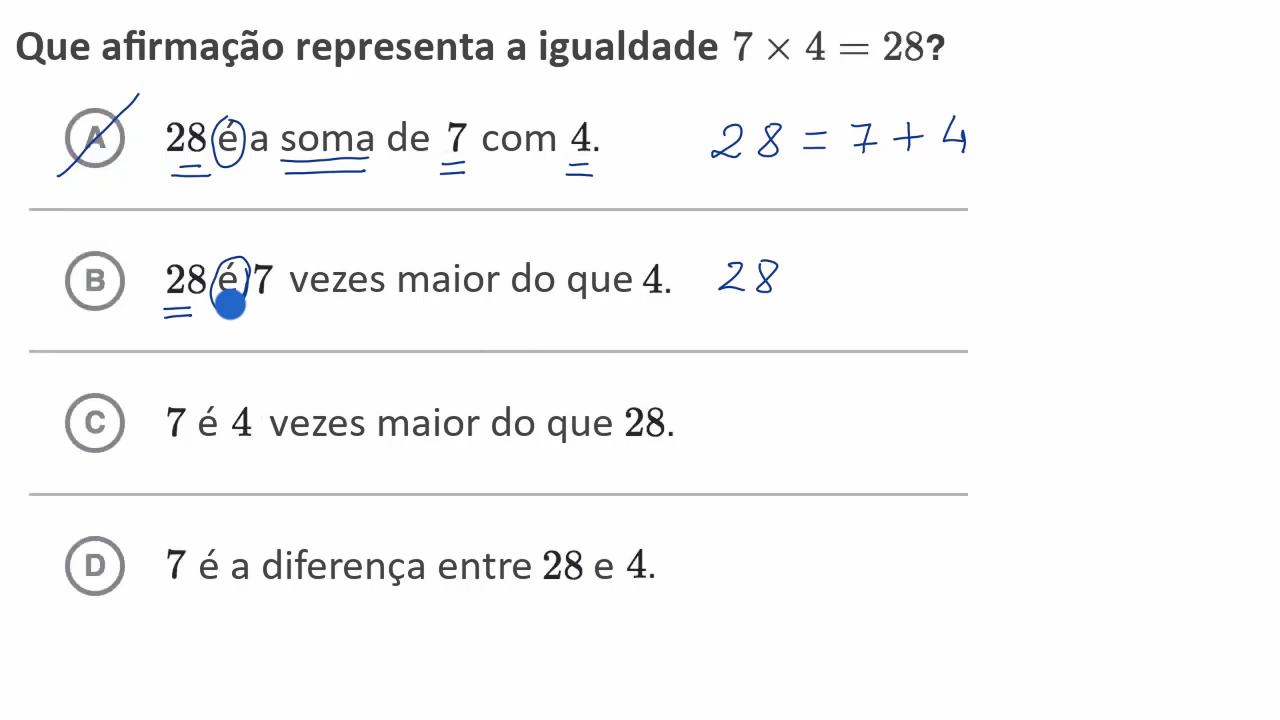 Que afirmação representa a igualdade 7 × 4 = 28?
A 28 é a soma de 7 com 4. 28 = 7 + 4
B 28 é 7 vezes maior do que 4. 28
C 7 é 4 vezes maior do que 28.
D 7 é a diferença entre 28 e 4.